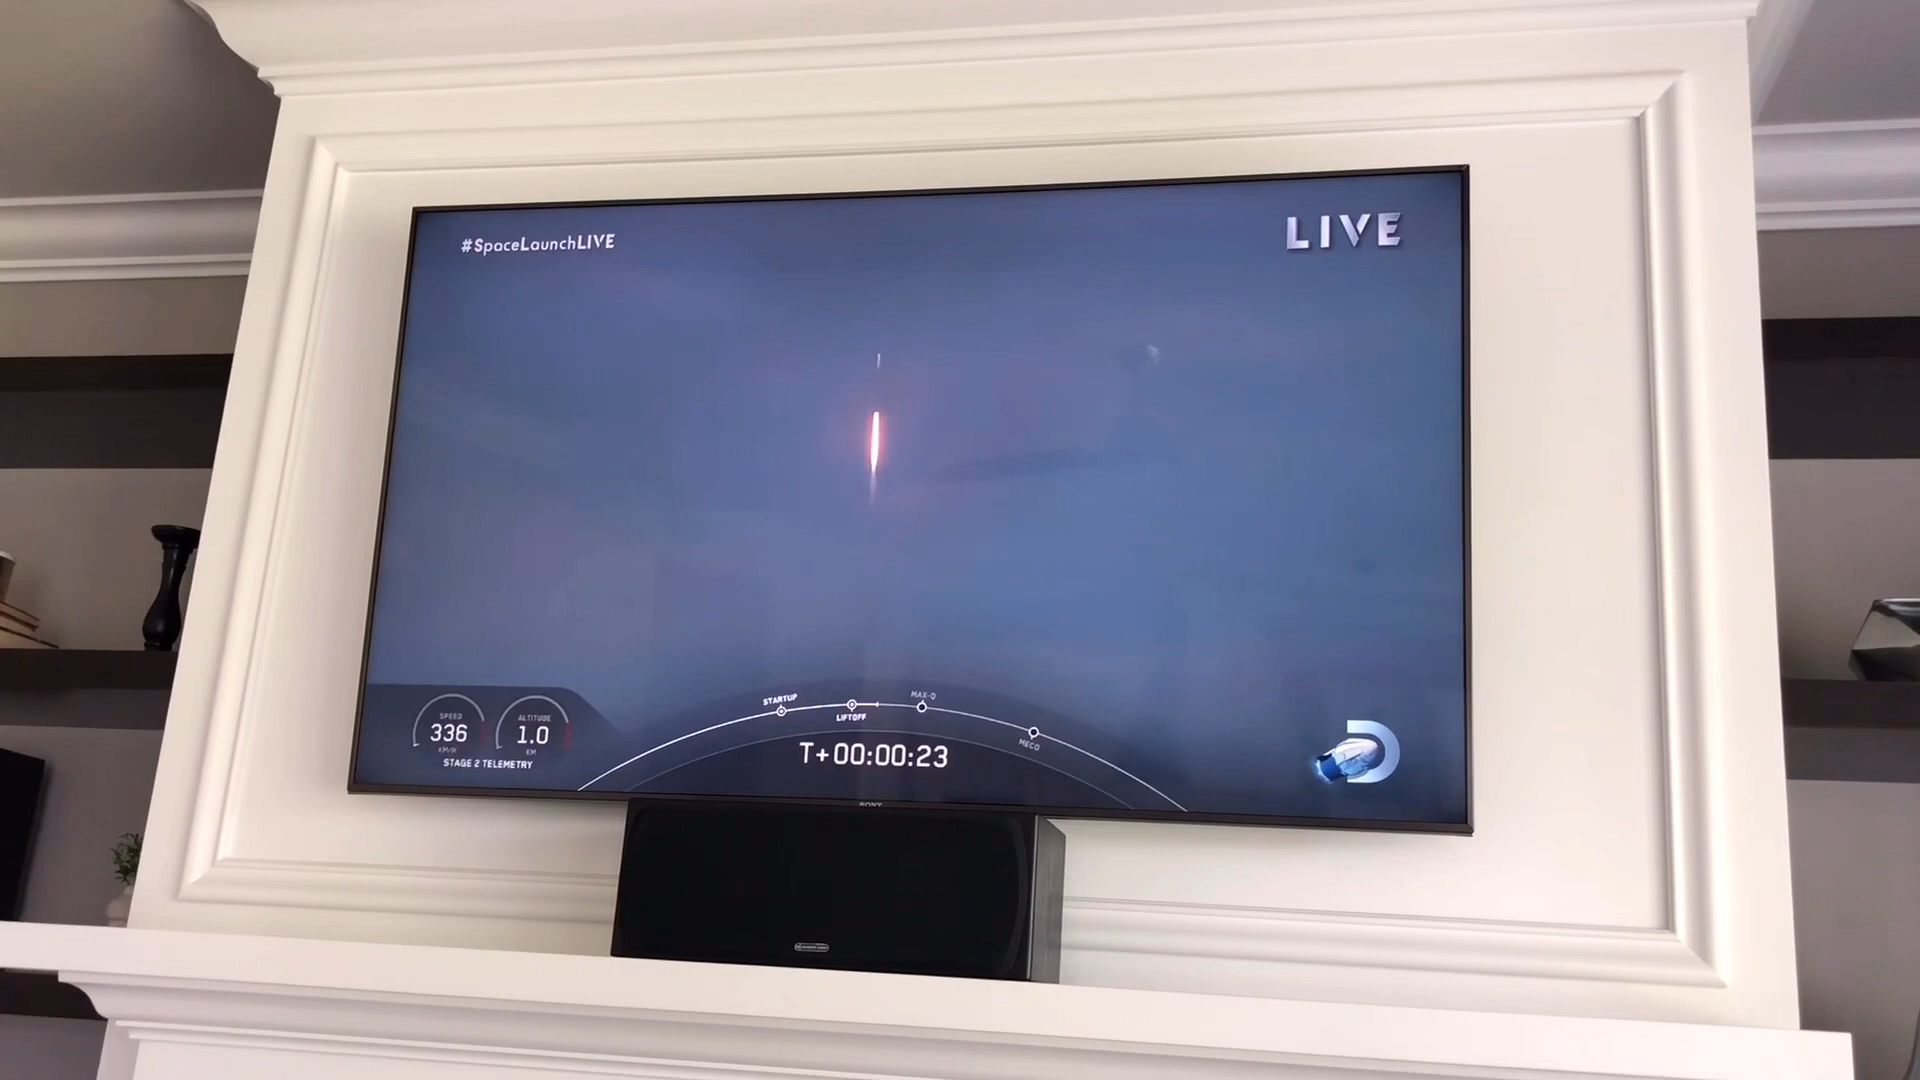 #SpaceLaunchLIVE
LIVE
STARTUP
LIFTOFF
MAX-Q
MECO
SPEED
336
KM/H
ALTITUDE
1.0
KM
STAGE 2 TELEMETRY
T+00:00:23
SONY